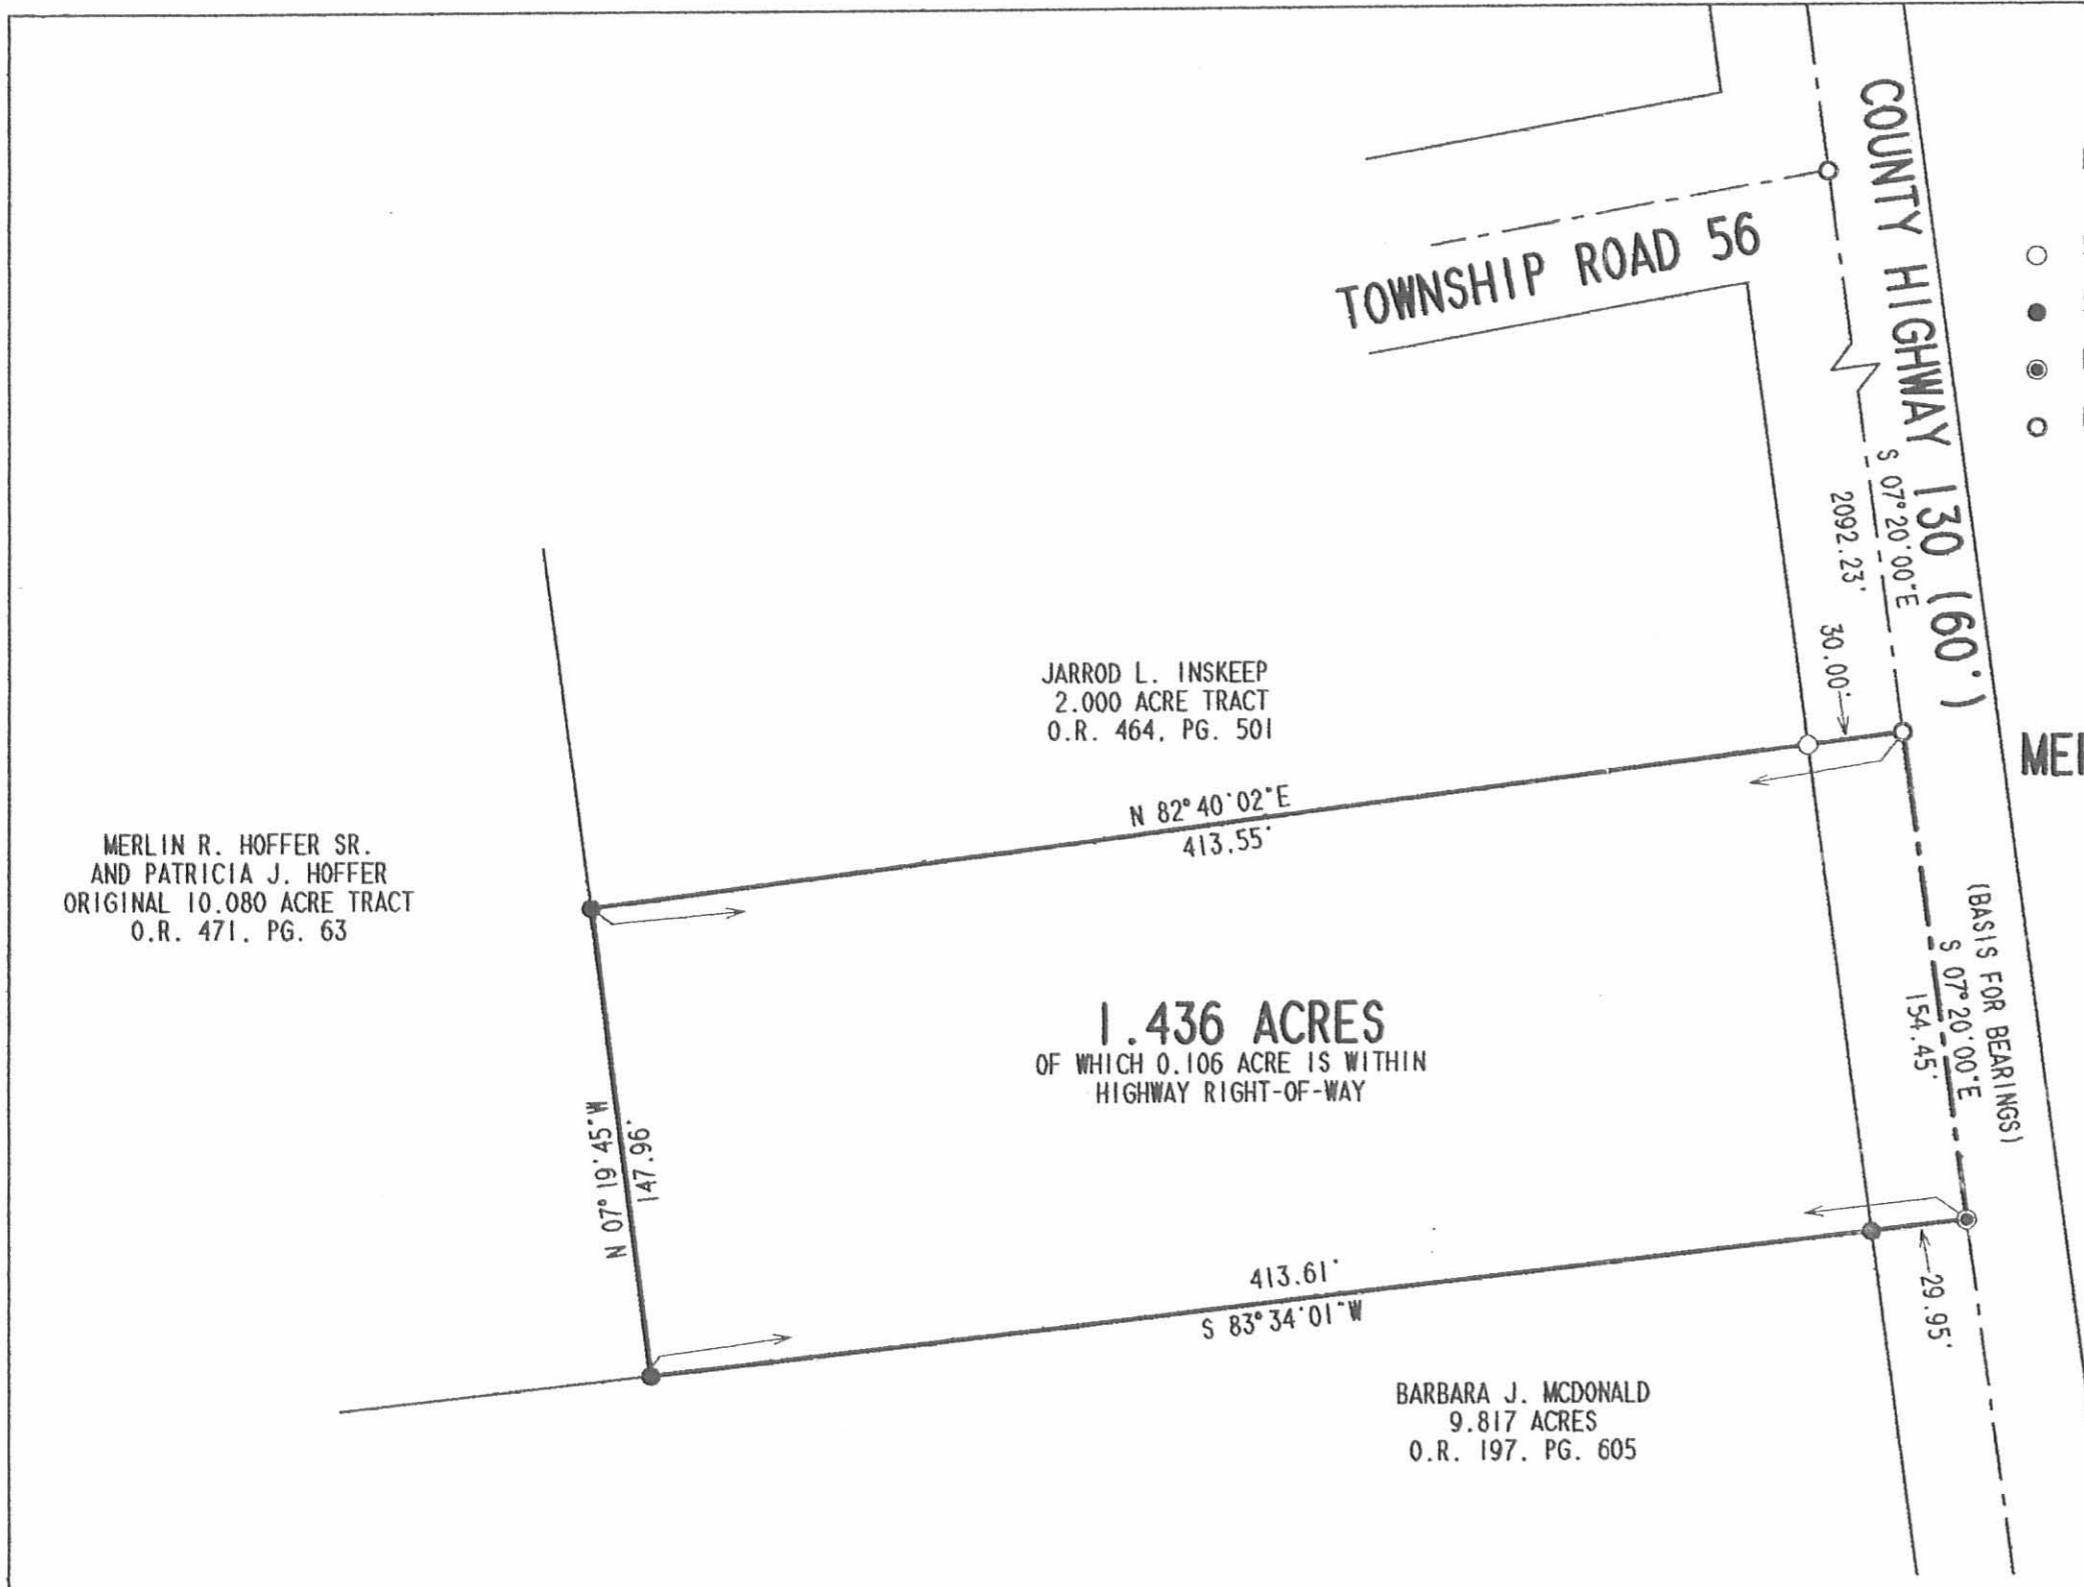 COUNTY HIGHWAY 130 (60')
TOWNSHIP ROAD 56
S 07°20'00"E
2092.23'
30.00'
JARROD L. INSKEEP
2.000 ACRE TRACT
O.R. 464, PG. 501
N 82°40'02"E
413.55'
MERLIN R. HOFFER SR.
AND PATRICIA J. HOFFER
ORIGINAL 10.080 ACRE TRACT
O.R. 471, PG. 63
(BASIS FOR BEARINGS)
S 07°20'00"E
154.45'
1.436 ACRES
OF WHICH 0.106 ACRE IS WITHIN
HIGHWAY RIGHT-OF-WAY
N 07°19'45"W
147.96'
413.61'
S 83°34'01"W
29.95'
BARBARA J. MCDONALD
9.817 ACRES
O.R. 197, PG. 605